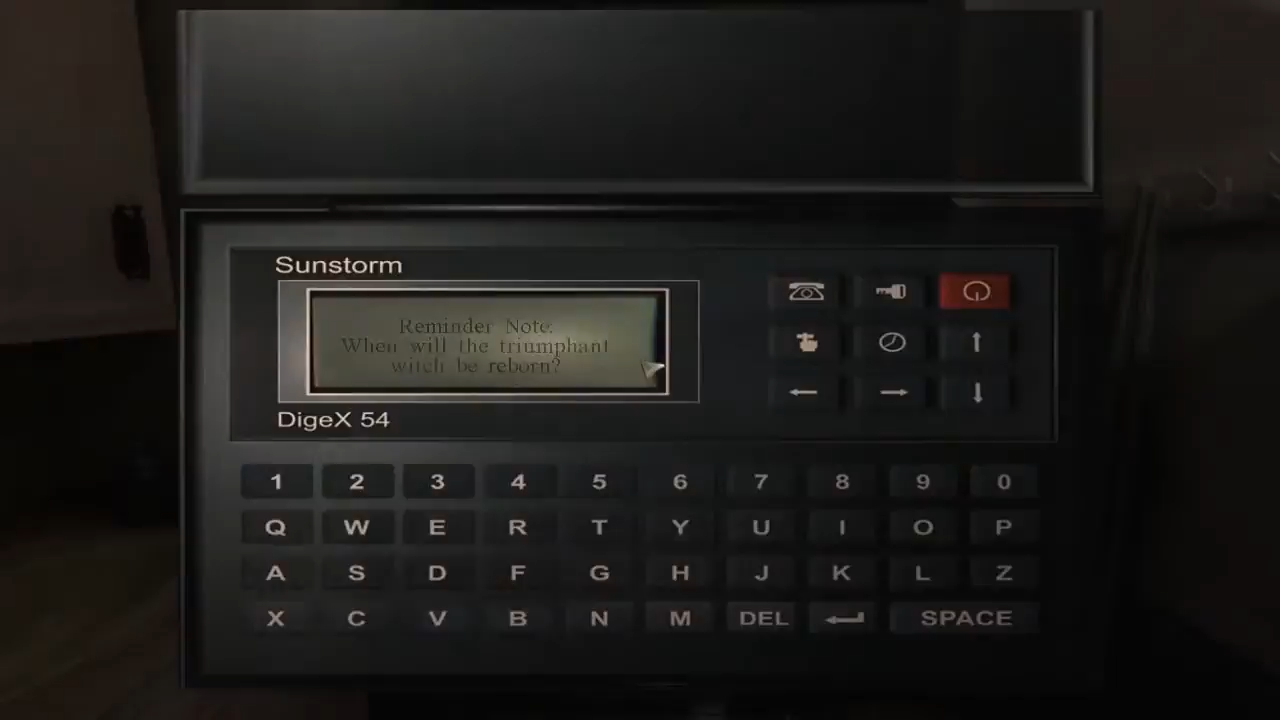 Sunstorm
Reminder Note:
When will the triumphant
witch be reborn?
DigeX 54
1 2 3 4 5 6 7 8 9 0
Q W E R T Y U I O P
A S D F G H J K L Z
X C V B N M DEL SPACE